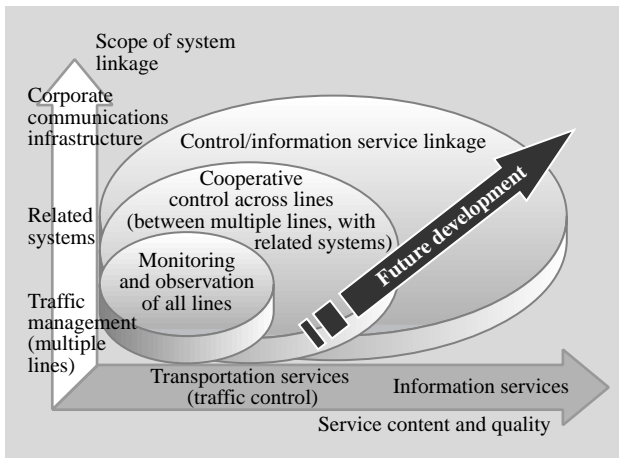 Scope of system
linkage
Corporate
communications
infrastructure
Control/information service linkage
Cooperative
control across lines
(between multiple lines, with
related systems)
Related
systems
Monitoring
and observation
of all lines
Future development
Traffic
management
(multiple
lines)
Transportation services
(traffic control)
Information services
Service content and quality